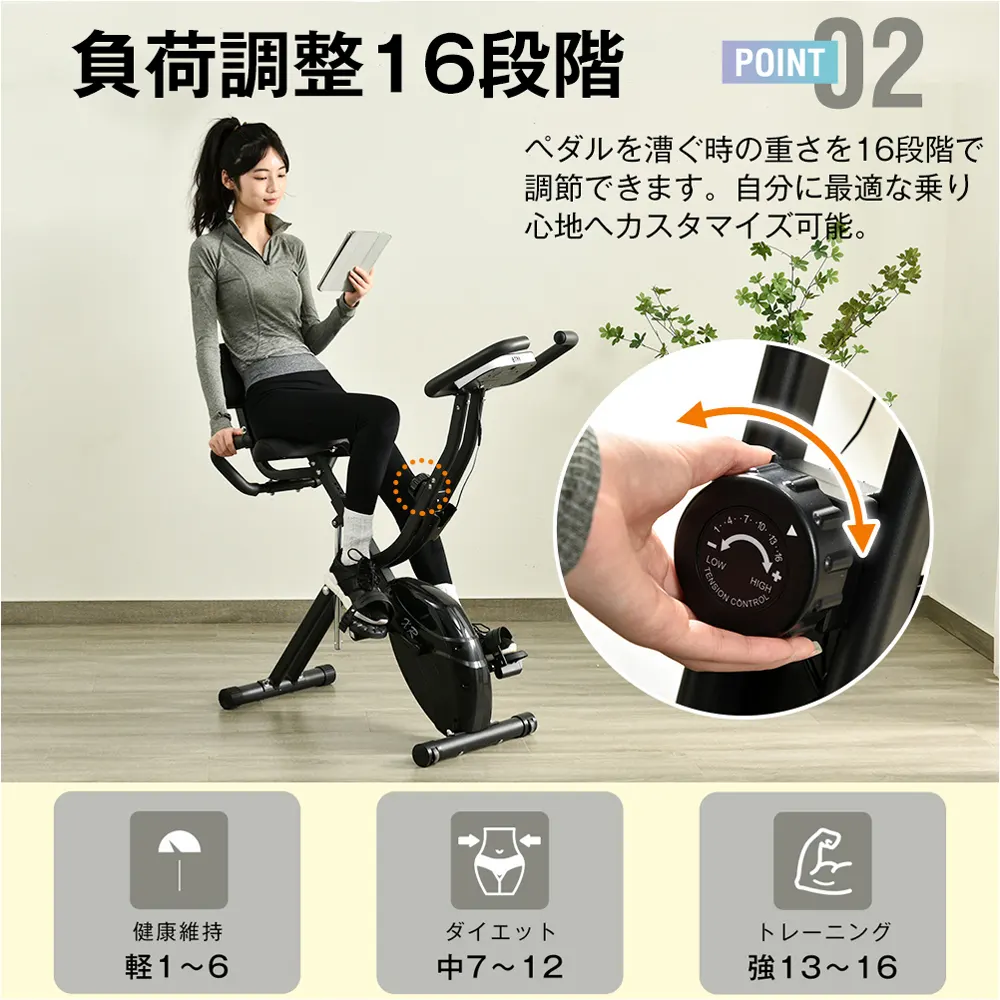 負荷調整16段階
POINT 02
ペダルを漕ぐ時の重さを16段階で
調節できます。自分に最適な乗り
心地へカスタマイズ可能。
XR
1・・4・・7・・10・・13・・16
LOW
HIGH
TENSION CONTROL
健康維持
軽1〜6
ダイエット
中7〜12
トレーニング
強13〜16